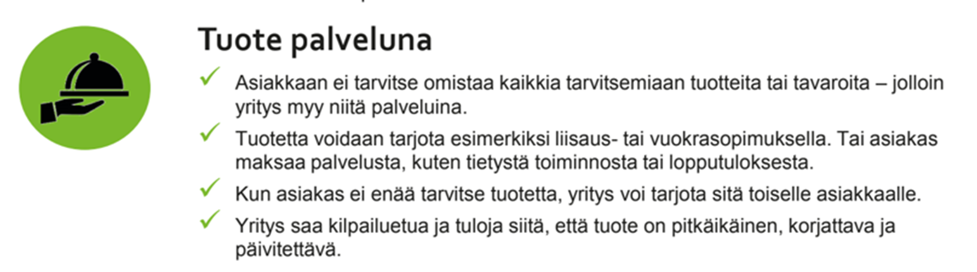 Tuote palveluna
✓ Asiakkaan ei tarvitse omistaa kaikkia tarvitsemiaan tuotteita tai tavaroita – jolloin
yritys myy niitä palveluina.
✓ Tuotetta voidaan tarjota esimerkiksi liisaus- tai vuokrasopimuksella. Tai asiakas
maksaa palvelusta, kuten tietystä toiminnosta tai lopputuloksesta.
✓ Kun asiakas ei enää tarvitse tuotetta, yritys voi tarjota sitä toiselle asiakkaalle.
✓ Yritys saa kilpailuetua ja tuloja siitä, että tuote on pitkäikäinen, korjattava ja
päivitettävä.